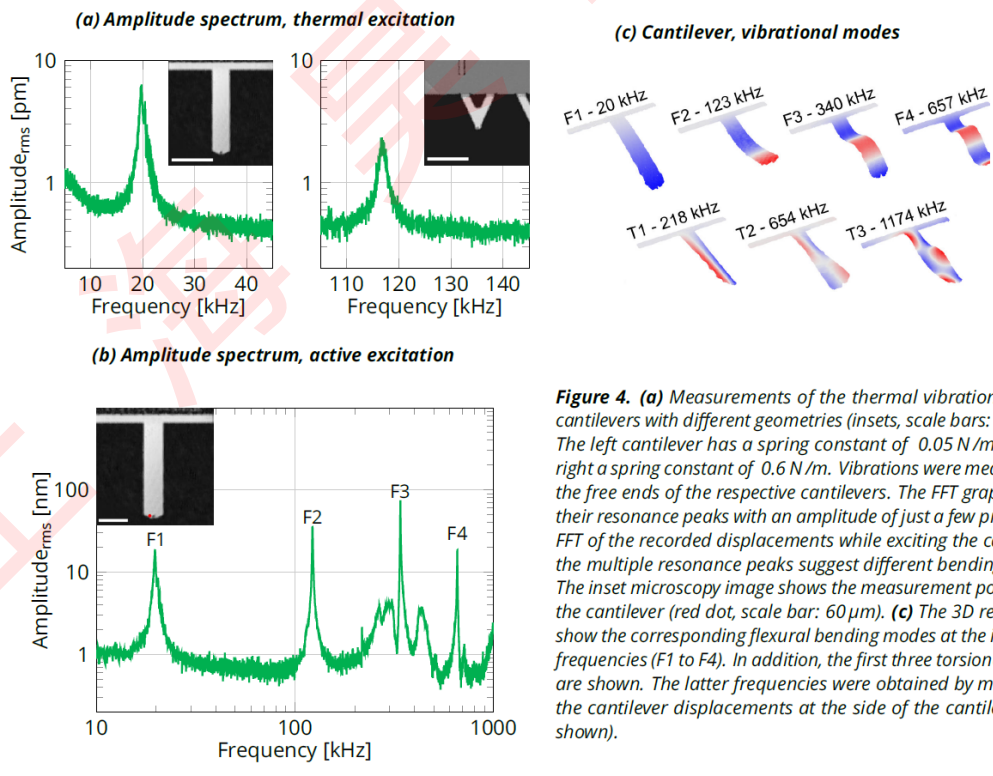 (a) Amplitude spectrum, thermal excitation
Amplitude_rms [pm]
10
1
10 20 30 40
Frequency [kHz]
10
1
110 120 130 140
Frequency [kHz]
(b) Amplitude spectrum, active excitation
Amplitude_rms [nm]
100
10
1
F1
F2
F3
F4
10 100 1000
Frequency [kHz]
(c) Cantilever, vibrational modes
F1 - 20 kHz
F2 - 123 kHz
F3 - 340 kHz
F4 - 657 kHz
T1 - 218 kHz
T2 - 654 kHz
T3 - 1174 kHz
Figure 4. (a) Measurements of the thermal vibration
cantilevers with different geometries (insets, scale bars:
The left cantilever has a spring constant of 0.05 N/m
right a spring constant of 0.6 N/m. Vibrations were me
the free ends of the respective cantilevers. The FFT grap
their resonance peaks with an amplitude of just a few
FFT of the recorded displacements while exciting the
the multiple resonance peaks suggest different bending
The inset microscopy image shows the measurement po
the cantilever (red dot, scale bar: 60 μm). (c) The 3D re
show the corresponding flexural bending modes at the
frequencies (F1 to F4). In addition, the first three torsion
are shown. The latter frequencies were obtained by m
the cantilever displacements at the side of the cantil
shown).
海